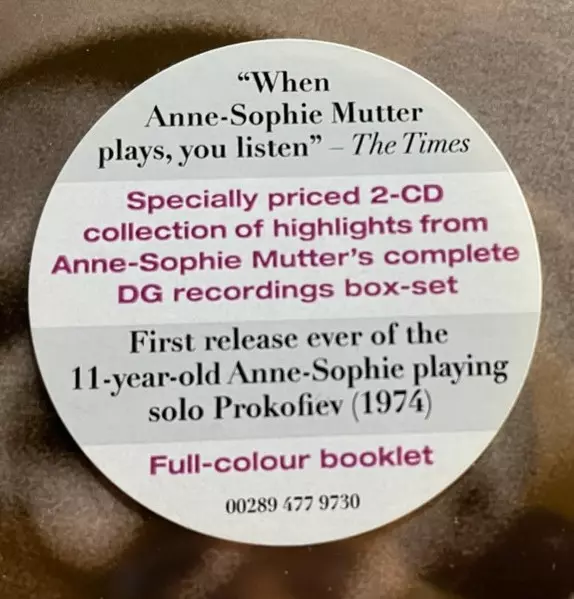 “When
Anne-Sophie Mutter
plays, you listen” – The Times
Specially priced 2-CD
collection of highlights from
Anne-Sophie Mutter’s complete
DG recordings box-set
First release ever of the
11-year-old Anne-Sophie playing
solo Prokofiev (1974)
Full-colour booklet
00289 477 9730